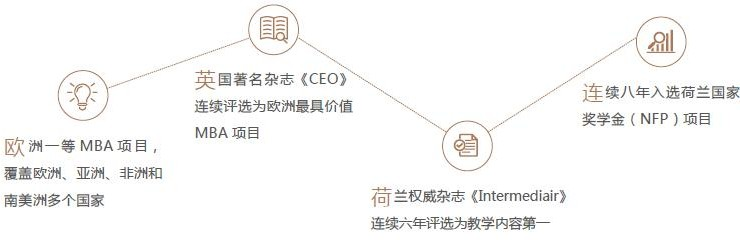 欧洲一等 MBA 项目，
覆盖欧洲、亚洲、非洲和
南美洲多个国家
英国著名杂志《CEO》
连续评选为欧洲最具价值
MBA 项目
荷兰权威杂志《Intermediair》
连续六年评选为教学内容第一
连续八年入选荷兰国家
奖学金（NFP）项目